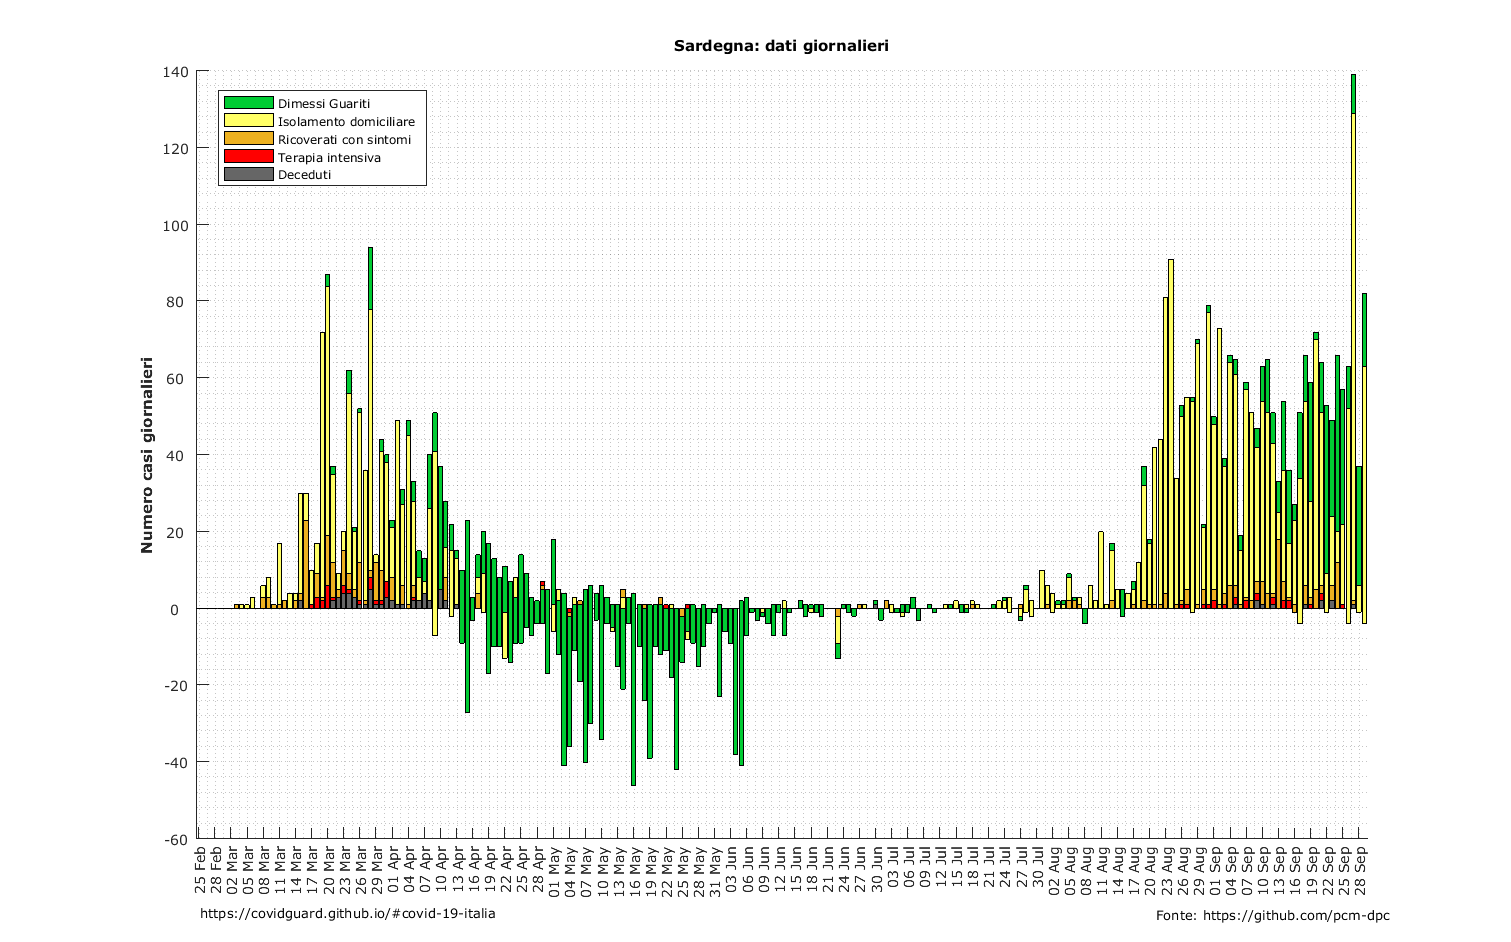 Sardegna: dati giornalieri
Dimessi Guariti
Isolamento domiciliare
Ricoverati con sintomi
Terapia intensiva
Deceduti
Numero casi giornalieri
140
120
100
80
60
40
20
0
-20
-40
-60
25 Feb
28 Feb
02 Mar
05 Mar
08 Mar
11 Mar
14 Mar
17 Mar
20 Mar
23 Mar
26 Mar
29 Mar
01 Apr
04 Apr
07 Apr
10 Apr
13 Apr
16 Apr
19 Apr
22 Apr
25 Apr
28 Apr
01 May
04 May
07 May
10 May
13 May
16 May
19 May
22 May
25 May
28 May
31 May
03 Jun
06 Jun
09 Jun
12 Jun
15 Jun
18 Jun
21 Jun
24 Jun
27 Jun
30 Jun
03 Jul
06 Jul
09 Jul
12 Jul
15 Jul
18 Jul
21 Jul
24 Jul
27 Jul
30 Jul
02 Aug
05 Aug
08 Aug
11 Aug
14 Aug
17 Aug
20 Aug
23 Aug
26 Aug
29 Aug
01 Sep
04 Sep
07 Sep
10 Sep
13 Sep
16 Sep
19 Sep
22 Sep
25 Sep
28 Sep
https://covidguard.github.io/#covid-19-italia
Fonte: https://github.com/pcm-dpc